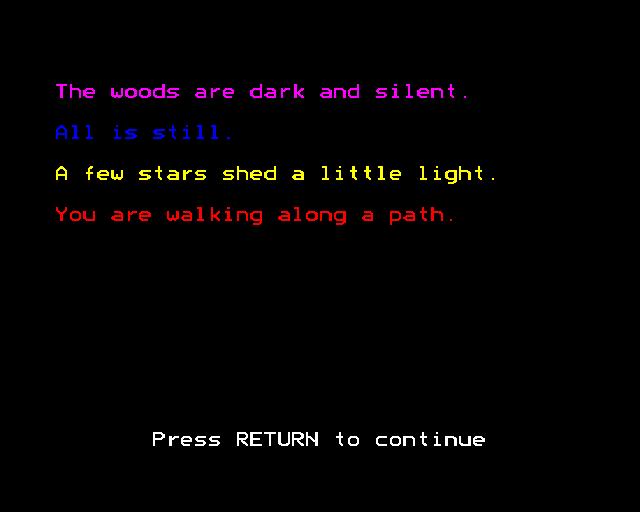 The woods are dark and silent.
All is still.
A few stars shed a little light.
You are walking along a path.
Press RETURN to continue